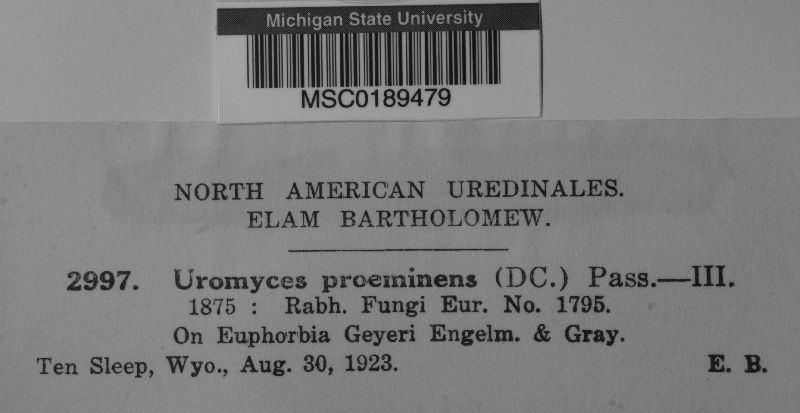 Michigan State University
MSC0189479
NORTH AMERICAN UREDINALES.
ELAM BARTHOLOMEW.
2997. Uromyces proeminens (DC.) Pass.—III.
1875 : Rabh. Fungi Eur. No. 1795.
On Euphorbia Geyeri Engelm. & Gray.
Ten Sleep, Wyo., Aug. 30, 1923. E. B.